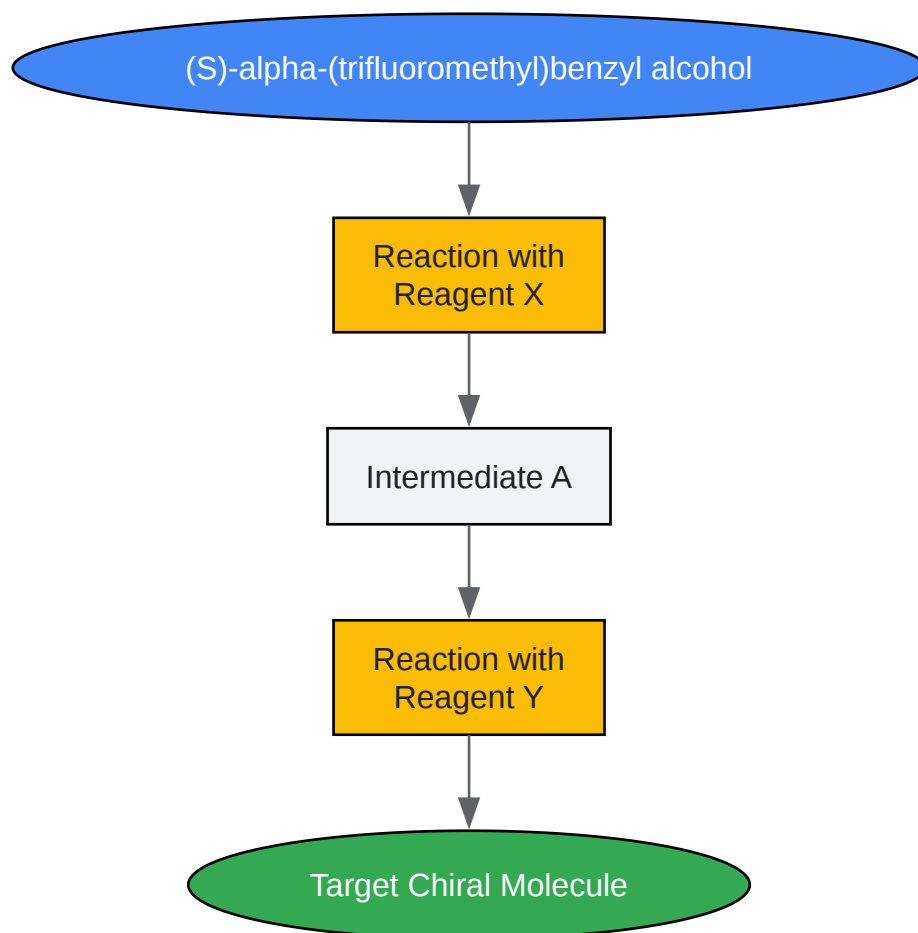 (S)-alpha-(trifluoromethyl)benzyl alcohol
Reaction with
Reagent X
Intermediate A
Reaction with
Reagent Y
Target Chiral Molecule